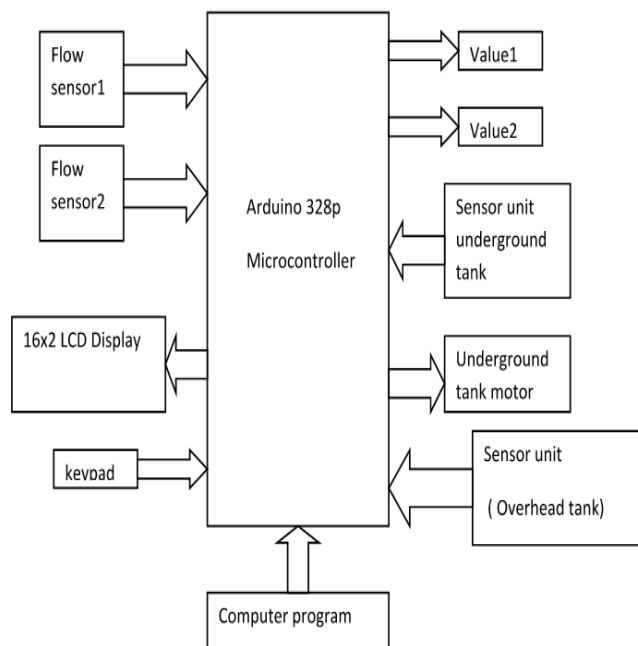 Flow
sensor1
Value1
Value2
Flow
sensor2
Arduino 328p
Microcontroller
Sensor unit
underground
tank
16x2 LCD Display
Underground
tank motor
keypad
Sensor unit
( Overhead tank)
Computer program